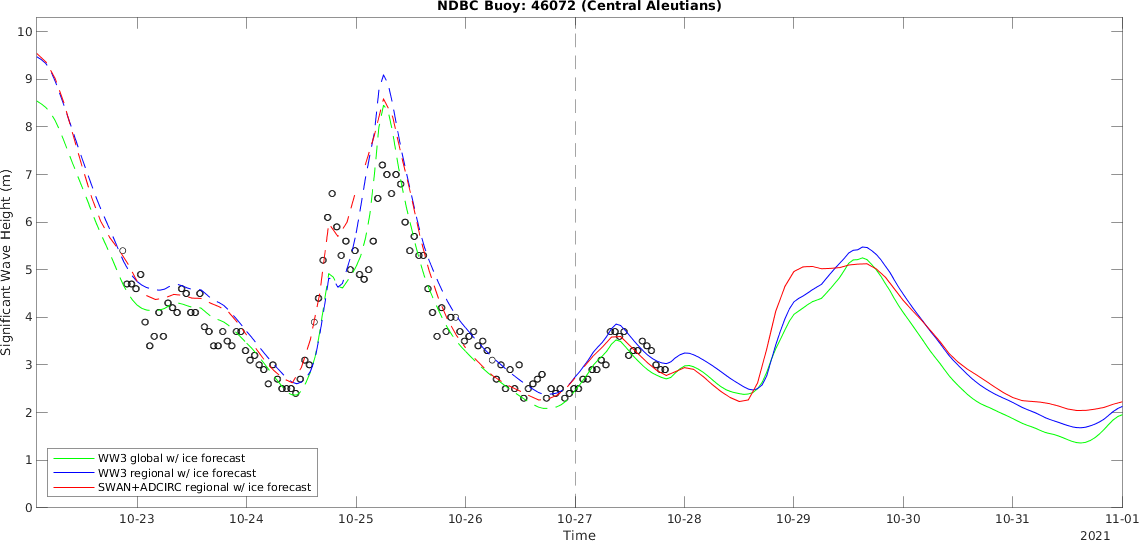 NDBC Buoy: 46072 (Central Aleutians)
Significant Wave Height (m)
10
9
8
7
6
5
4
3
2
1
0
WW3 global w/ ice forecast
WW3 regional w/ ice forecast
SWAN+ADCIRC regional w/ ice forecast
10-23 10-24 10-25 10-26 10-27 10-28 10-29 10-30 10-31 11-01
Time
2021